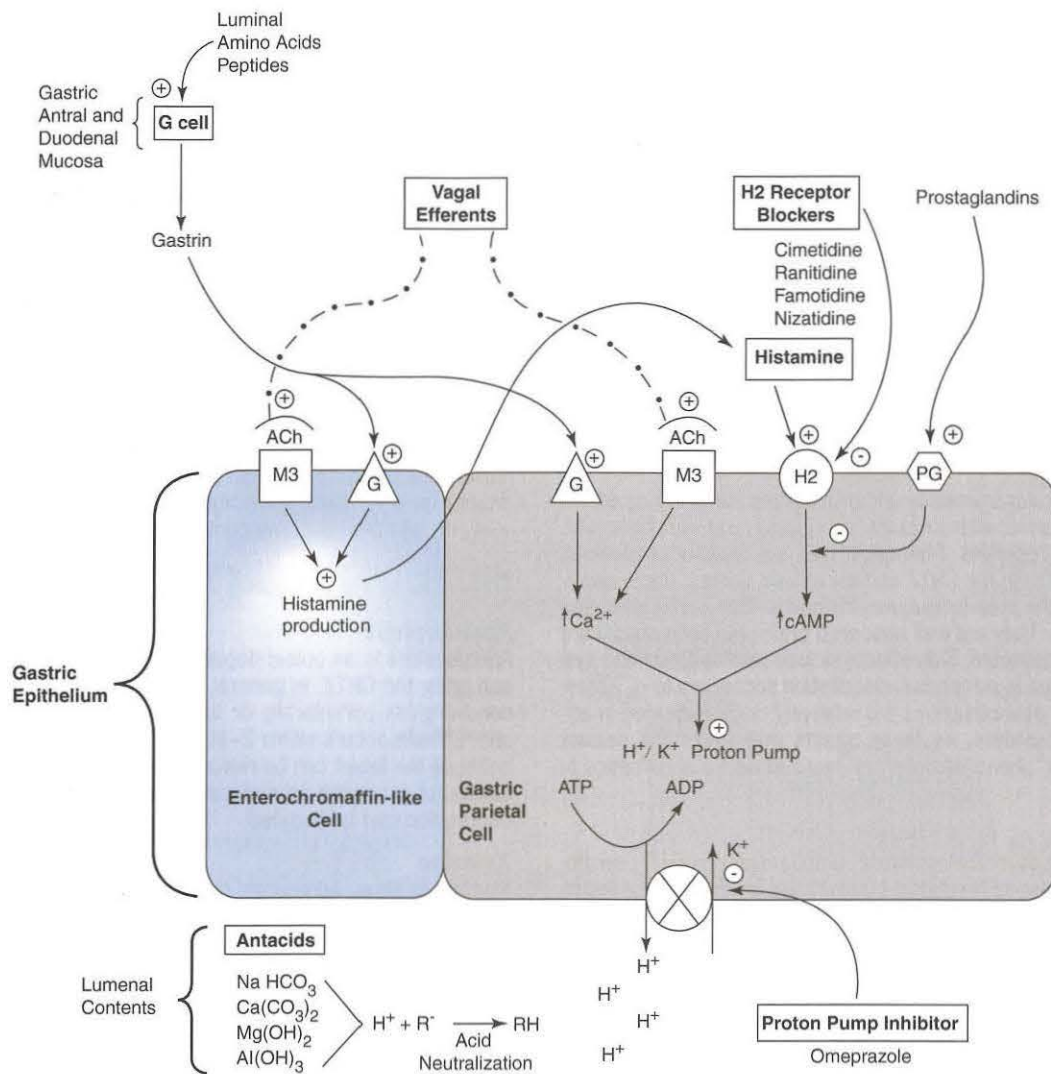 Luminal
Amino Acids
Peptides
+
Gastric
Antral and
Duodenal
Mucosa
G cell
Gastrin
Vagal
Efferents
H2 Receptor
Blockers
Cimetidine
Ranitidine
Famotidine
Nizatidine
Prostaglandins
Histamine
+
ACh
M3
+
G
+
G
+
ACh
M3
+
H2
-
+
PG
-
+
Histamine
production
↑Ca²⁺
↑cAMP
Gastric
Epithelium
+
H⁺/ K⁺ Proton Pump
ATP
ADP
Enterochromaffin-like
Cell
Gastric
Parietal
Cell
K⁺
-
Antacids
Lumenal
Contents
Na HCO₃
Ca(CO₃)₂
Mg(OH)₂
Al(OH)₃
H⁺ + R⁻
Acid
Neutralization
RH
H⁺
H⁺
H⁺
H⁺
Proton Pump Inhibitor
Omeprazole